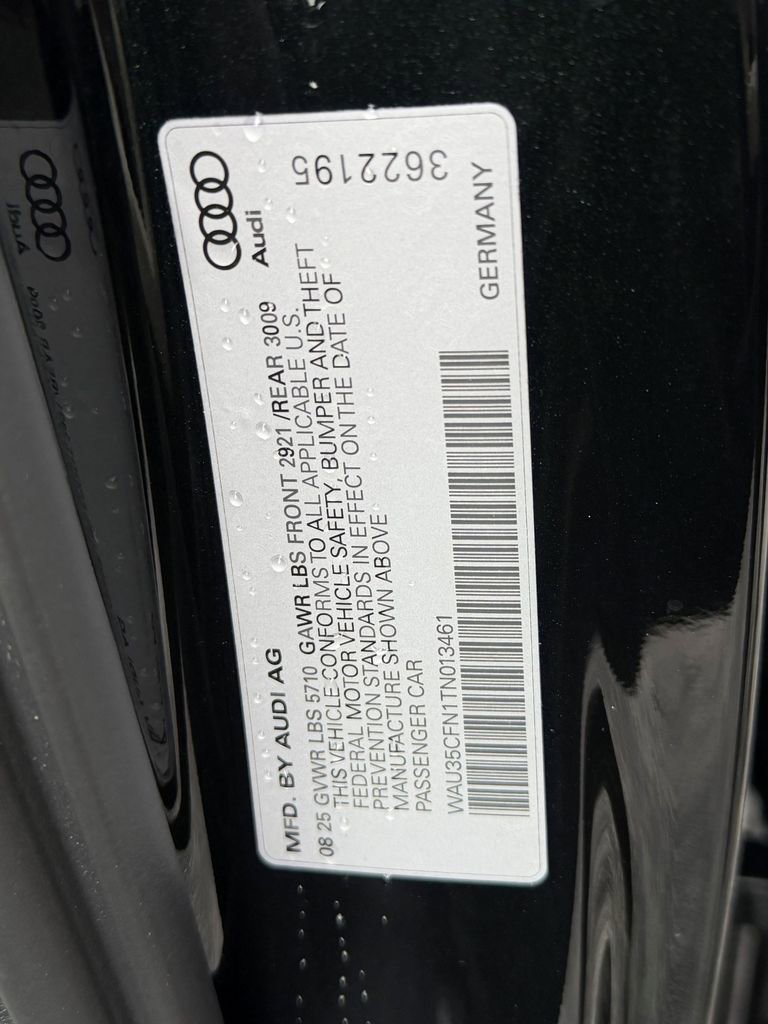 MFD. BY AUDI AG
08 25 GVWR LBS 5710 GAWR LBS FRONT 2921 /REAR 3009
THIS VEHICLE CONFORMS TO ALL APPLICABLE U.S.
FEDERAL MOTOR VEHICLE SAFETY, BUMPER AND THEFT
PREVENTION STANDARDS IN EFFECT ON THE DATE OF
MANUFACTURE SHOWN ABOVE
PASSENGER CAR
WAU35CFN1TN013461
Audi
3622195
GERMANY